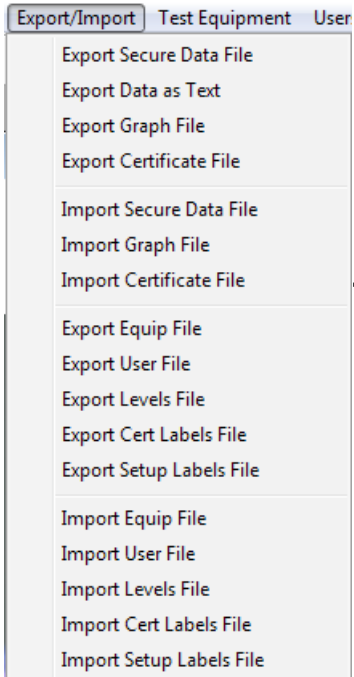 Export/Import Test Equipment Users
Export Secure Data File
Export Data as Text
Export Graph File
Export Certificate File
Import Secure Data File
Import Graph File
Import Certificate File
Export Equip File
Export User File
Export Levels File
Export Cert Labels File
Export Setup Labels File
Import Equip File
Import User File
Import Levels File
Import Cert Labels File
Import Setup Labels File